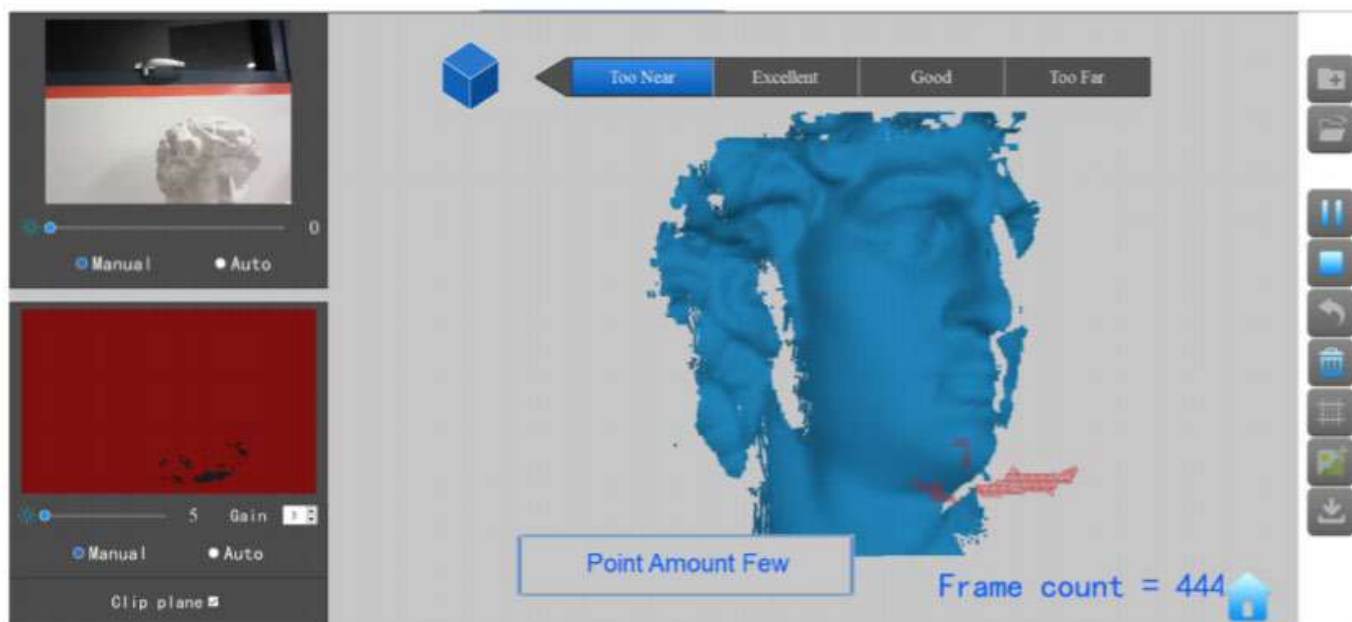 Too Near
Excellent
Good
Too Far
0
Manual
Auto
5
Gain
3
Manual
Auto
Clip plane
Point Amount Few
Frame count = 444